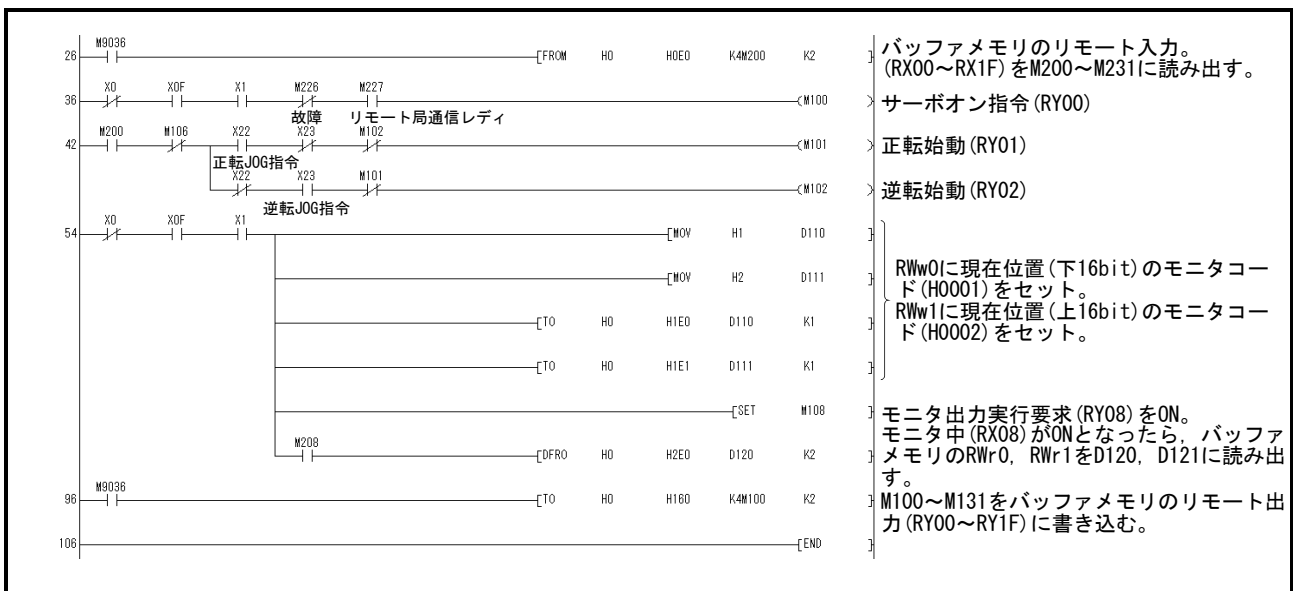 M9036
26 [FROM H0 H0E0 K4M200 K2 ] バッファメモリのリモート入力。
(RX00～RX1F)をM200～M231に読み出す。
X0 X0F X1 M226 M227
36 (M100 ) サーボオン指令(RY00)
故障 リモート局通信レディ
M200 M106 X22 X23 M102
42 (M101 ) 正転始動(RY01)
正転JOG指令
X22 X23 M101
(M102 ) 逆転始動(RY02)
逆転JOG指令
X0 X0F X1
54 [MOV H1 D110 ]
[MOV H2 D111 ]
RWw0に現在位置(下16bit)のモニタコー
ド(H0001)をセット。
RWw1に現在位置(上16bit)のモニタコー
ド(H0002)をセット。
[TO H0 H1E0 D110 K1 ]
[TO H0 H1E1 D111 K1 ]
[SET M108 ] モニタ出力実行要求(RY08)をON。
M208
[DFRO H0 H2E0 D120 K2 ] モニタ中(RX08)がONとなったら，バッファ
メモリのRWr0，RWr1をD120，D121に読み出
す。
M9036
96 [TO H0 H160 K4M100 K2 ] M100～M131をバッファメモリのリモート出
力(RY00～RY1F)に書き込む。
106 [END ]